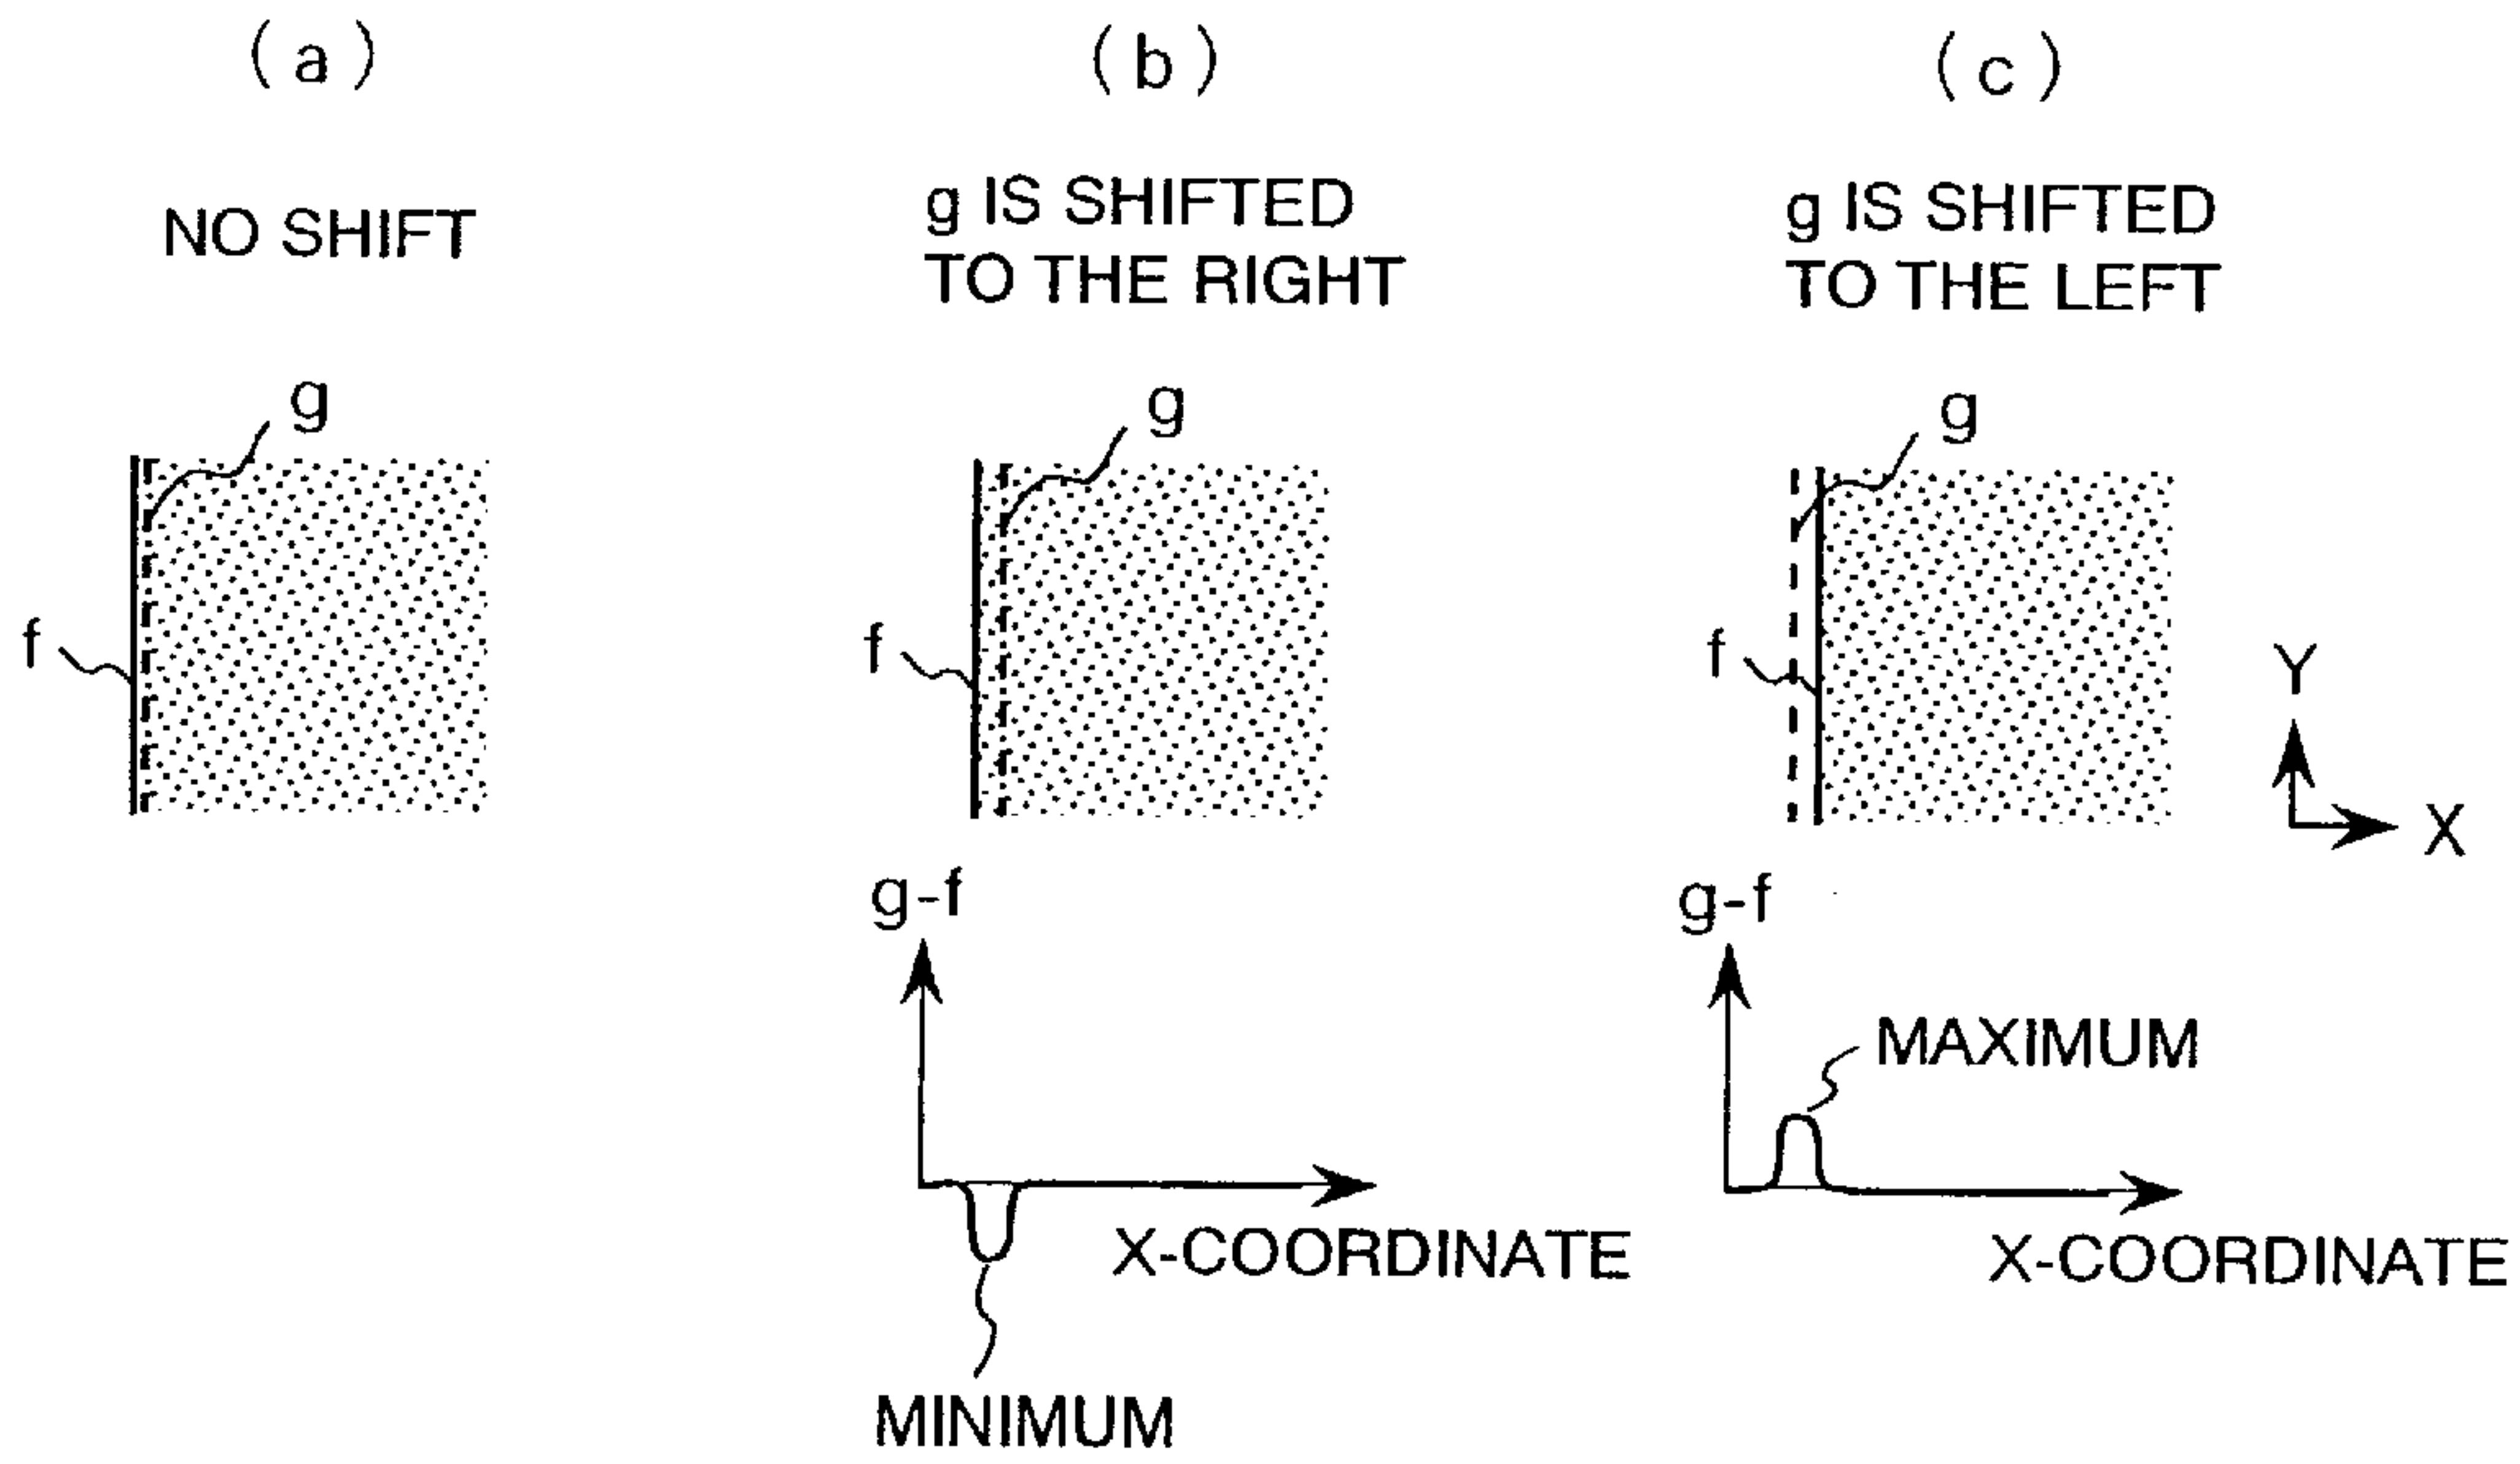 (a)
NO SHIFT
g
f
(b)
g IS SHIFTED
TO THE RIGHT
g
f
g-f
X-COORDINATE
MINIMUM
(c)
g IS SHIFTED
TO THE LEFT
g
f
Y
X
g-f
MAXIMUM
X-COORDINATE